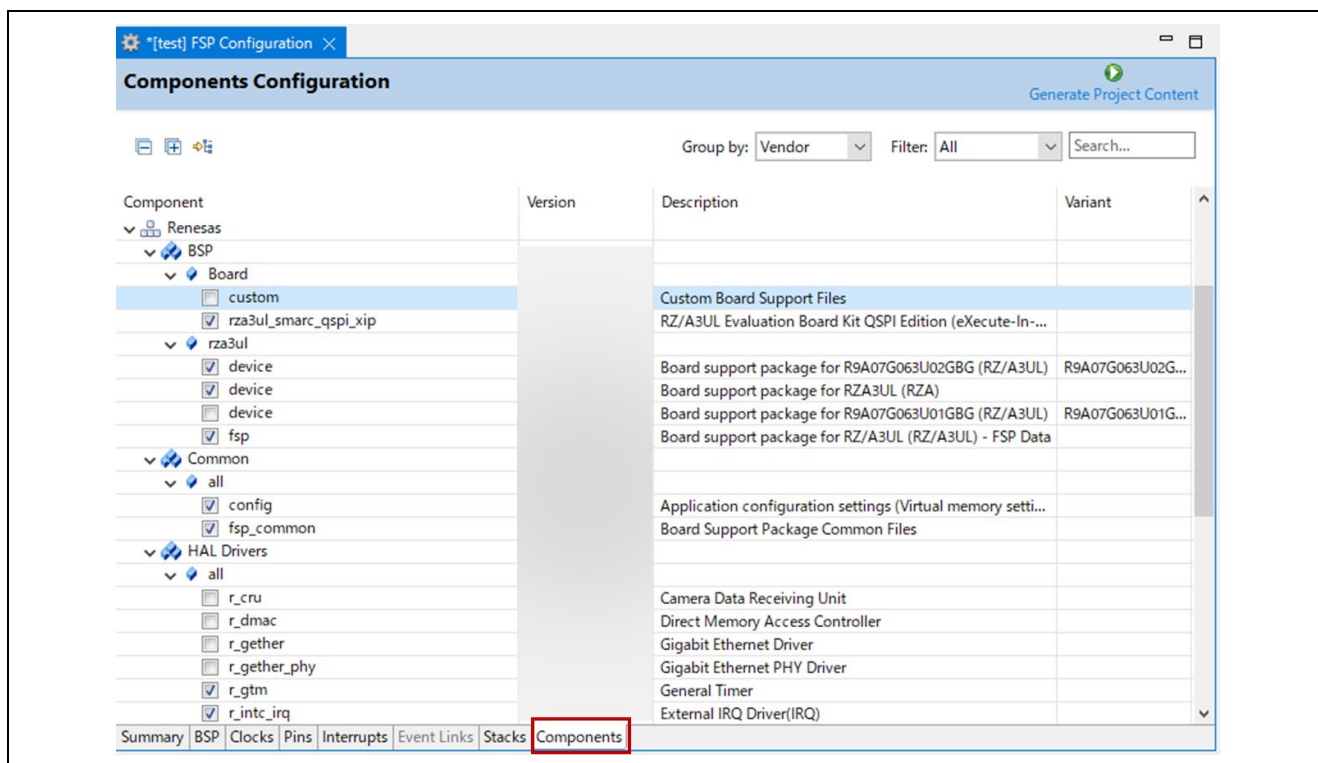 *[test] FSP Configuration
Components Configuration
Generate Project Content
Group by: Vendor Filter: All Search...
Component Version Description Variant
Renesas
BSP
Board
custom Custom Board Support Files
rza3ul_smarc_qspi_xip RZ/A3UL Evaluation Board Kit QSPI Edition (eXecute-In-...
rza3ul
device Board support package for R9A07G063U02GBG (RZ/A3UL) R9A07G063U02G...
device Board support package for RZA3UL (RZA)
device Board support package for R9A07G063U01GBG (RZ/A3UL) R9A07G063U01G...
fsp Board support package for RZ/A3UL (RZ/A3UL) - FSP Data
Common
all
config Application configuration settings (Virtual memory setti...
fsp_common Board Support Package Common Files
HAL Drivers
all
r_cru Camera Data Receiving Unit
r_dmac Direct Memory Access Controller
r_gether Gigabit Ethernet Driver
r_gether_phy Gigabit Ethernet PHY Driver
r_gtm General Timer
r_intc_irq External IRQ Driver(IRQ)
Summary BSP Clocks Pins Interrupts Event Links Stacks Components